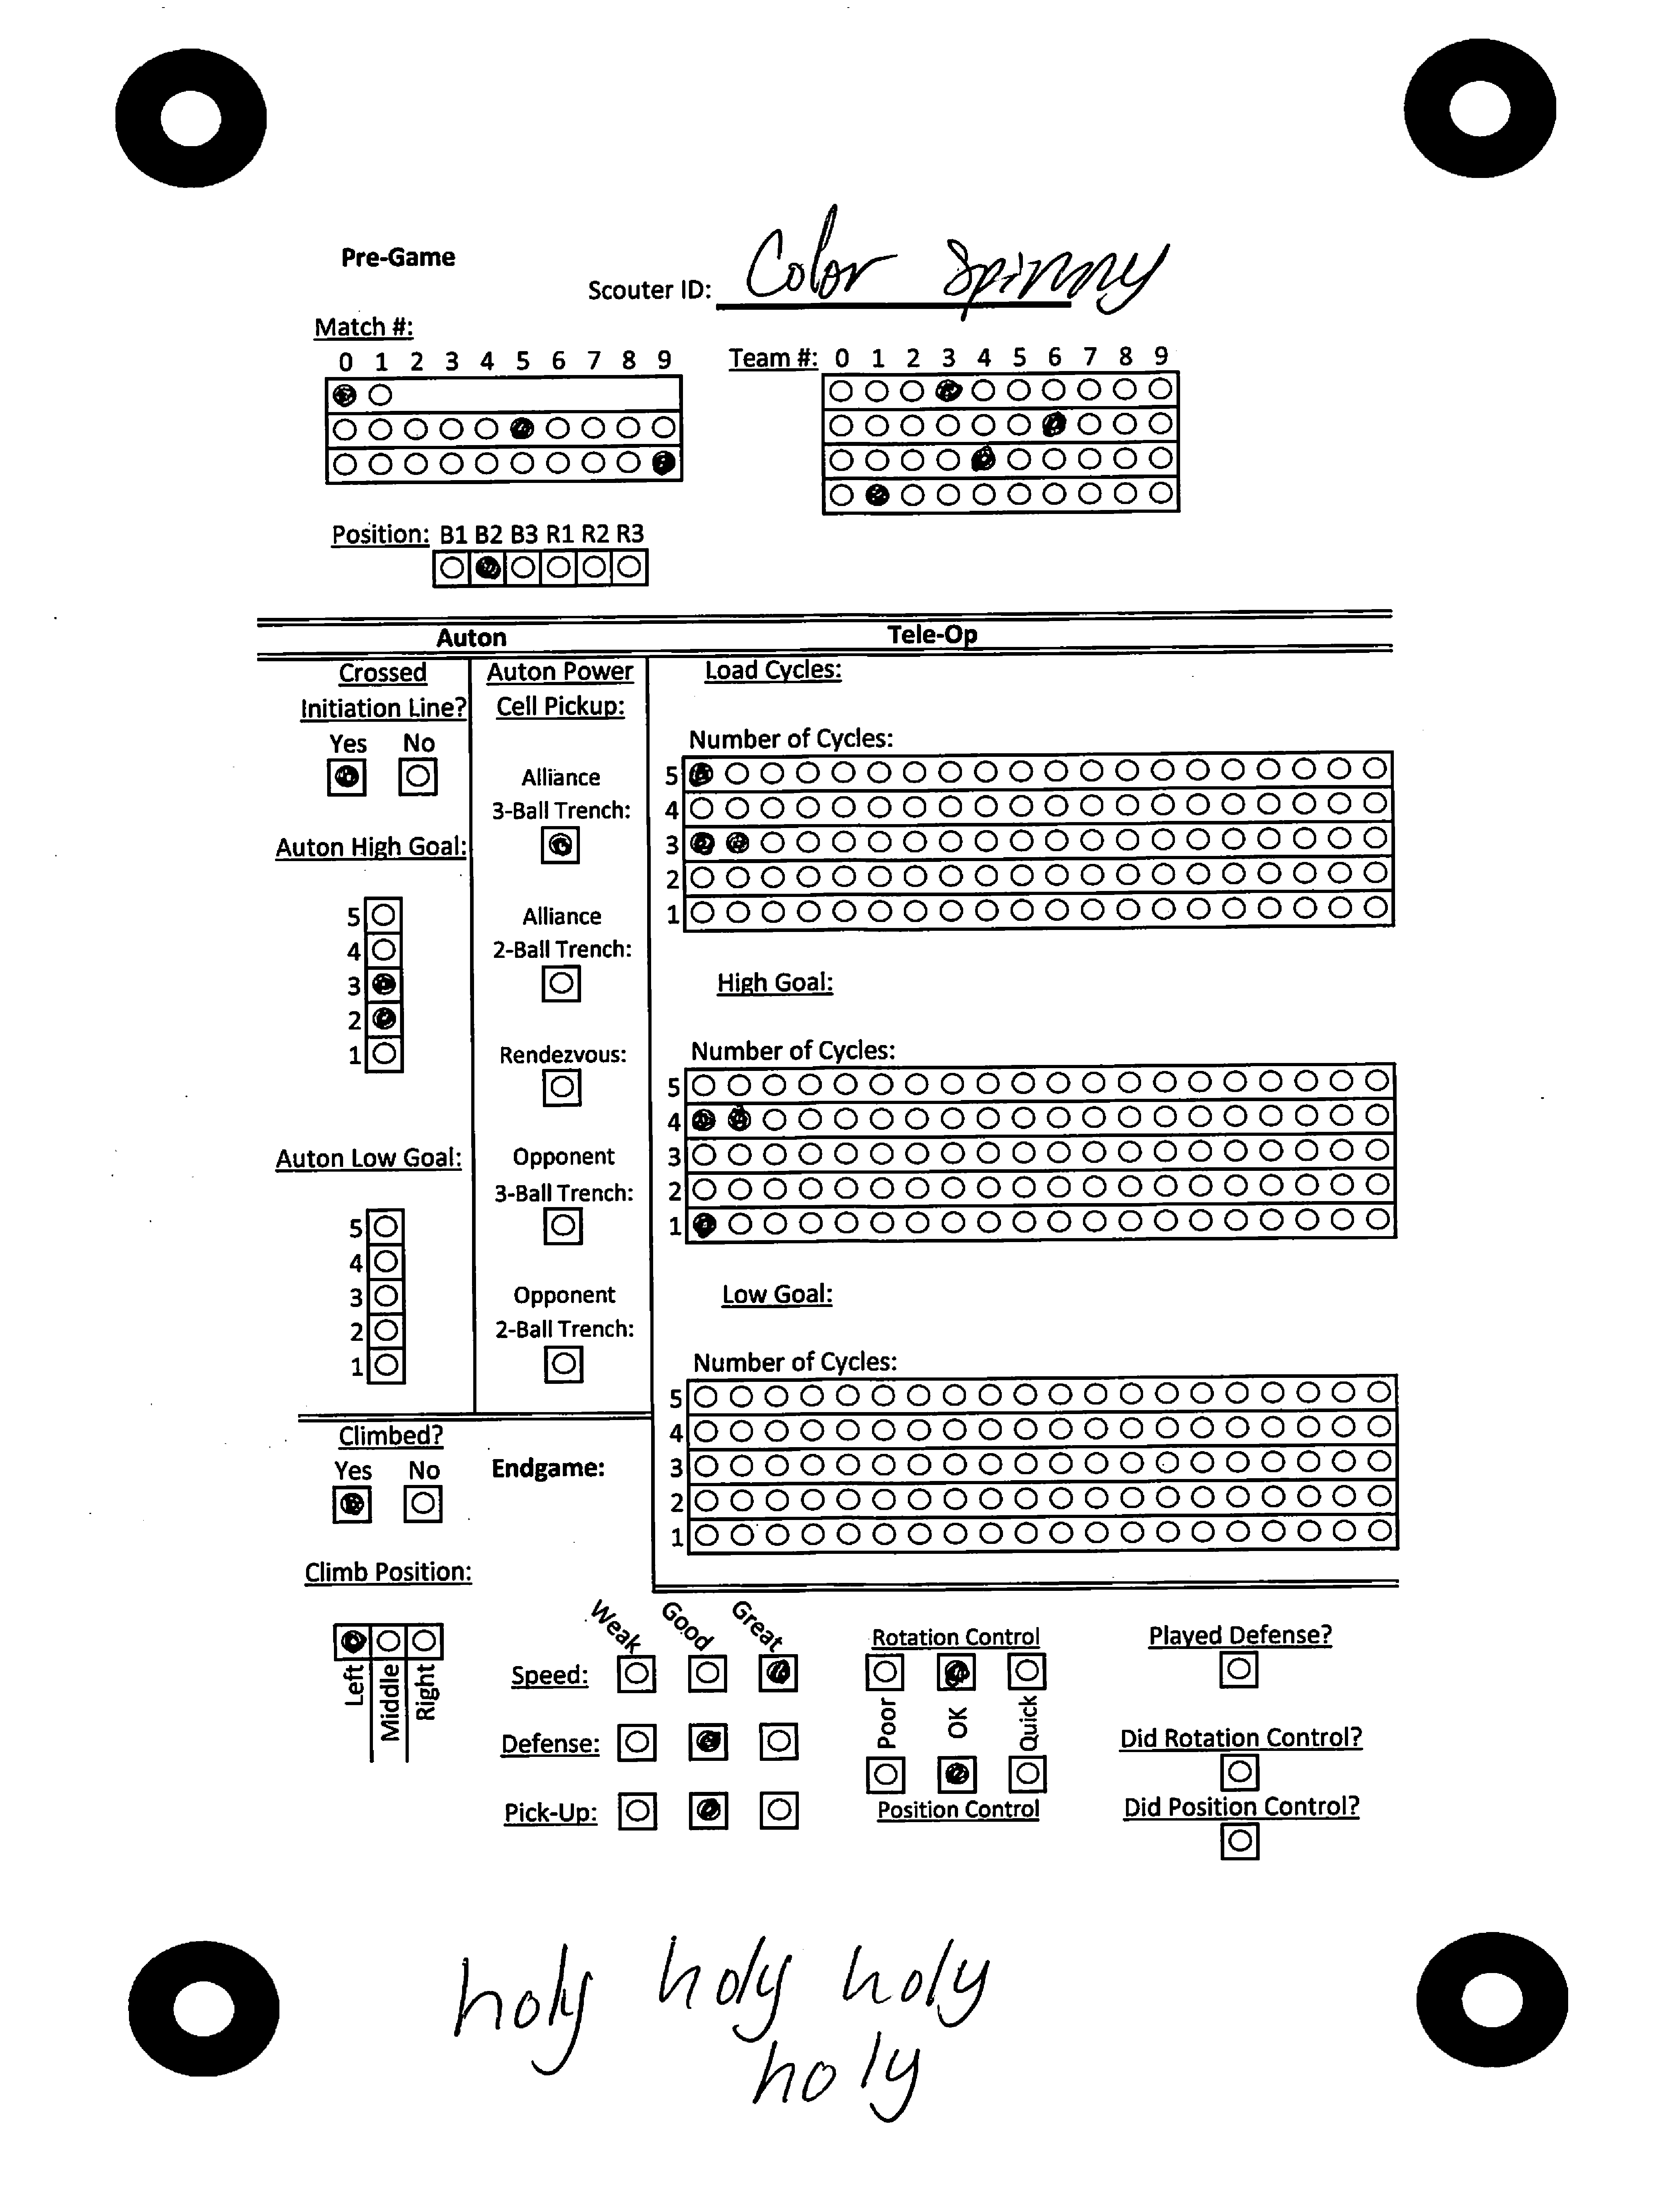 Pre-Game
Scouter ID: Color Spinny
Match #:
0 1 2 3 4 5 6 7 8 9
Team #: 0 1 2 3 4 5 6 7 8 9
Position: B1 B2 B3 R1 R2 R3
Auton
Tele-Op
Crossed
Initiation Line?
Yes No
Auton High Goal:
5
4
3
2
1
Auton Low Goal:
5
4
3
2
1
Auton Power
Cell Pickup:
Alliance
3-Ball Trench:
Alliance
2-Ball Trench:
Rendezvous:
Opponent
3-Ball Trench:
Opponent
2-Ball Trench:
Load Cycles:
Number of Cycles:
5
4
3
2
1
High Goal:
Number of Cycles:
5
4
3
2
1
Low Goal:
Number of Cycles:
5
4
3
2
1
Climbed?
Yes No
Endgame:
Climb Position:
Left
Middle
Right
Weak Good Great
Speed:
Defense:
Pick-Up:
Rotation Control
Poor OK Quick
Position Control
Played Defense?
Did Rotation Control?
Did Position Control?
holy holy holy
holy